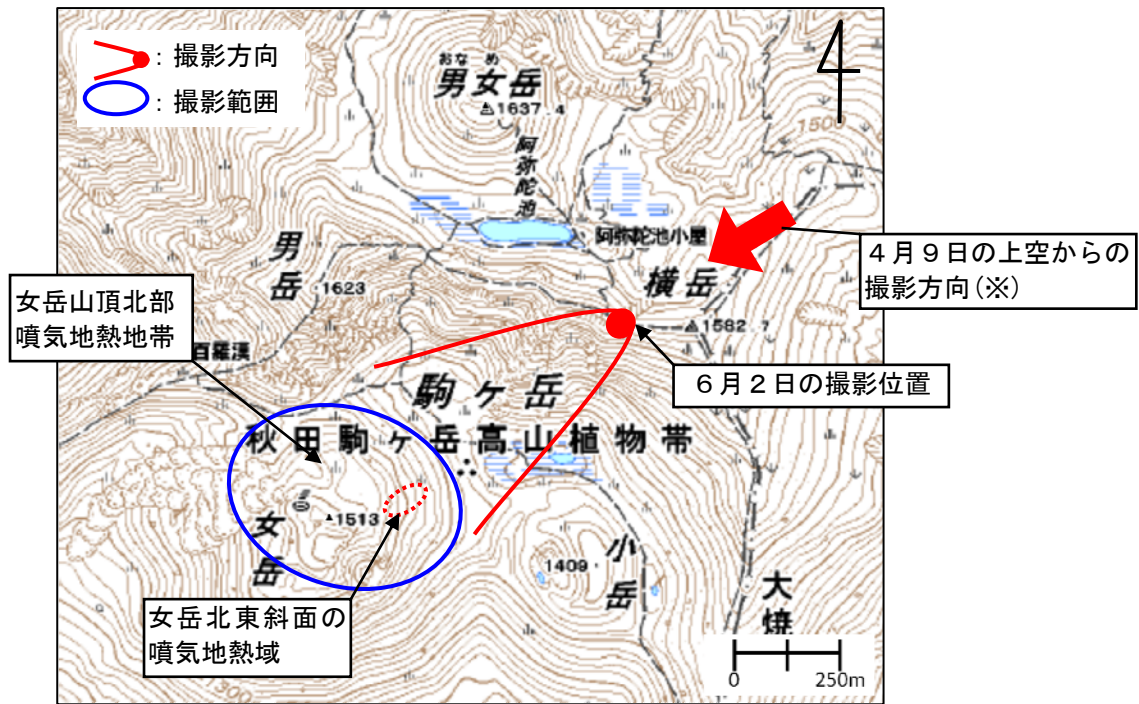 ：撮影方向
：撮影範囲
おなめ
男女岳
1637.4
1500
阿弥陀池
阿弥陀池小屋
横岳
4月9日の上空からの
撮影方向(※)
男岳
1623
1582.7
女岳山頂北部
噴気地熱地帯
百羅漢
6月2日の撮影位置
駒ヶ岳
秋田駒ヶ岳高山植物帯
1513
女岳
1409
小岳
大焼
女岳北東斜面の
噴気地熱域
1300
0 250m